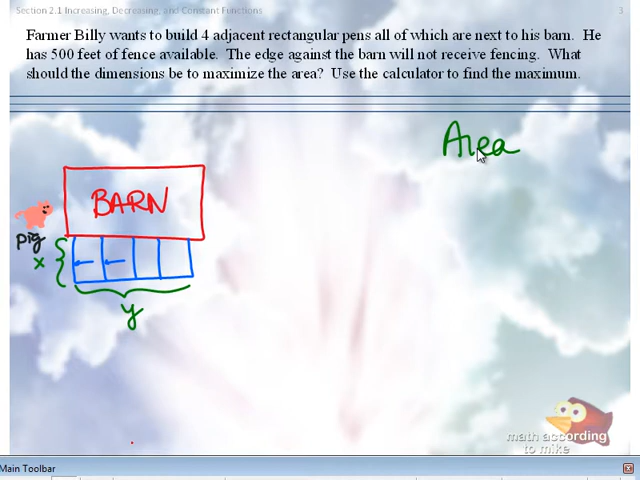 Section 2.1 Increasing, Decreasing, and Constant Functions
3
Farmer Billy wants to build 4 adjacent rectangular pens all of which are next to his barn. He
has 500 feet of fence available. The edge against the barn will not receive fencing. What
should the dimensions be to maximize the area? Use the calculator to find the maximum.
Area
BARN
pig
x
y
math according
to mike
Main Toolbar